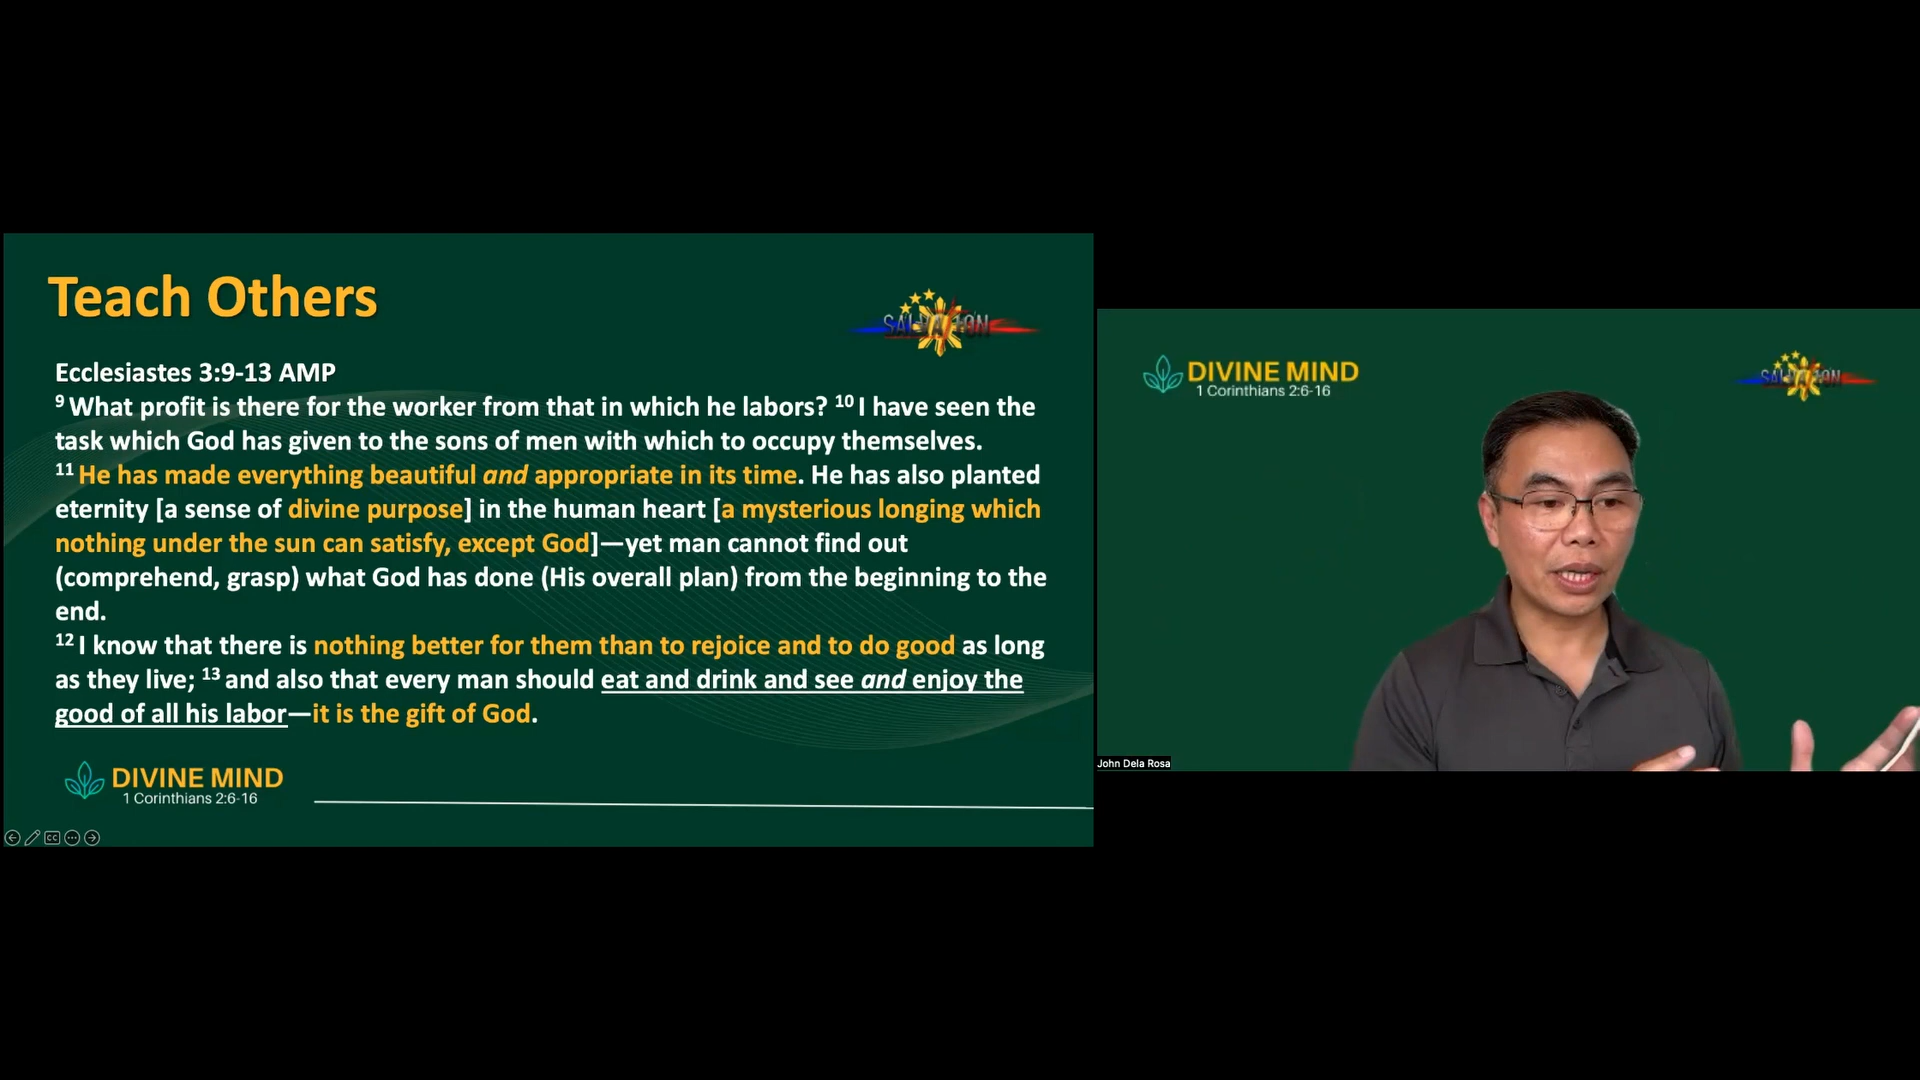 Teach Others
SALVA10N
Ecclesiastes 3:9-13 AMP
9 What profit is there for the worker from that in which he labors? 10 I have seen the
task which God has given to the sons of men with which to occupy themselves.
11 He has made everything beautiful and appropriate in its time. He has also planted
eternity [a sense of divine purpose] in the human heart [a mysterious longing which
nothing under the sun can satisfy, except God]—yet man cannot find out
(comprehend, grasp) what God has done (His overall plan) from the beginning to the
end.
12 I know that there is nothing better for them than to rejoice and to do good as long
as they live; 13 and also that every man should eat and drink and see and enjoy the
good of all his labor—it is the gift of God.
DIVINE MIND
1 Corinthians 2:6-16
CC
DIVINE MIND
1 Corinthians 2:6-16
SALVA10N
John Dela Rosa